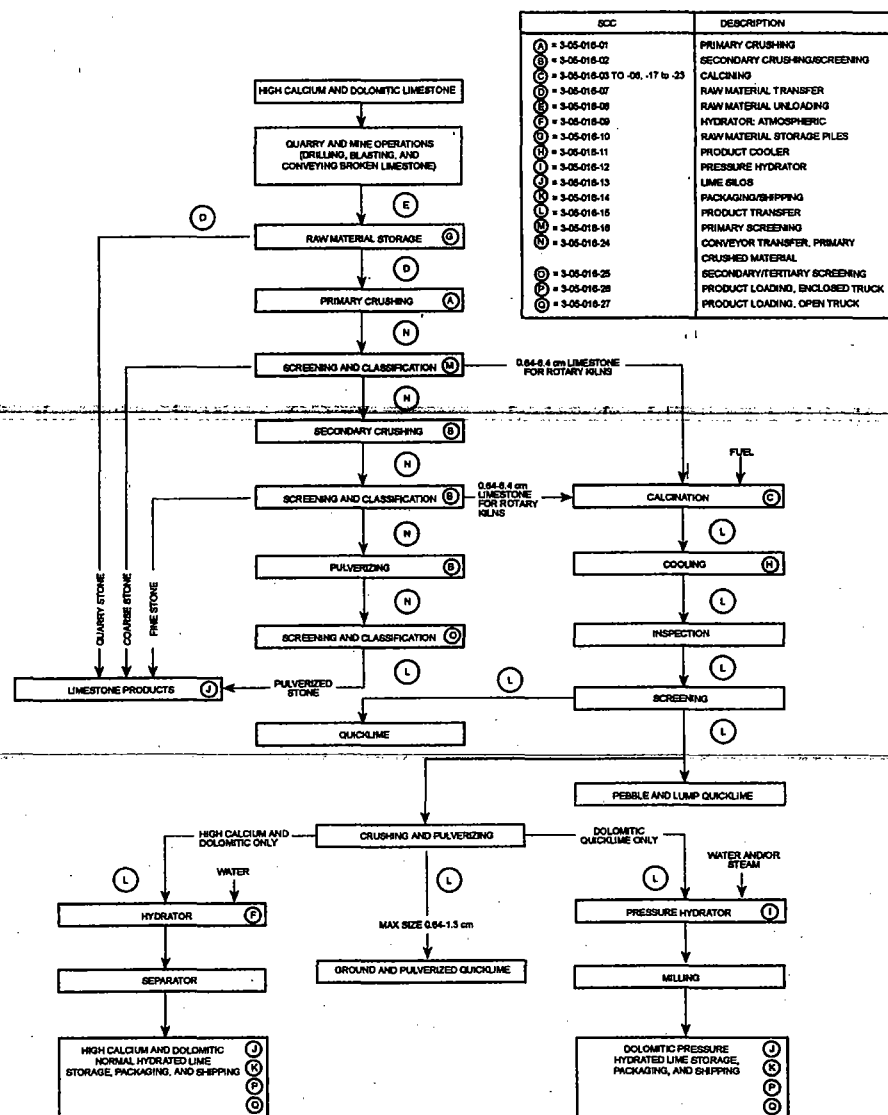 SCC DESCRIPTION
A = 3-05-016-01 PRIMARY CRUSHING
B = 3-05-016-02 SECONDARY CRUSHING/SCREENING
C = 3-05-016-03 TO -06, -17 to -23 CALCINING
D = 3-05-016-07 RAW MATERIAL TRANSFER
E = 3-05-016-08 RAW MATERIAL UNLOADING
F = 3-05-016-09 HYDRATOR: ATMOSPHERIC
G = 3-05-016-10 RAW MATERIAL STORAGE PILES
H = 3-05-016-11 PRODUCT COOLER
I = 3-05-016-12 PRESSURE HYDRATOR
J = 3-05-016-13 LIME SILOS
K = 3-05-016-14 PACKAGING/SHIPPING
L = 3-05-016-15 PRODUCT TRANSFER
M = 3-05-016-16 PRIMARY SCREENING
N = 3-05-016-24 CONVEYOR TRANSFER, PRIMARY
CRUSHED MATERIAL
O = 3-05-016-25 SECONDARY/TERTIARY SCREENING
P = 3-05-016-26 PRODUCT LOADING, ENCLOSED TRUCK
Q = 3-05-016-27 PRODUCT LOADING, OPEN TRUCK
HIGH CALCIUM AND DOLOMITIC LIMESTONE
QUARRY AND MINE OPERATIONS
(DRILLING, BLASTING, AND
CONVEYING BROKEN LIMESTONE)
E
D
RAW MATERIAL STORAGE G
D
PRIMARY CRUSHING A
N
SCREENING AND CLASSIFICATION M
0.64-6.4 cm LIMESTONE
FOR ROTARY KILNS
N
SECONDARY CRUSHING B
N
FUEL
SCREENING AND CLASSIFICATION B
0.64-6.4 cm
LIMESTONE
FOR ROTARY
KILNS
CALCINATION C
N
L
PULVERIZING B
COOLING H
N
L
SCREENING AND CLASSIFICATION O
INSPECTION
QUARRY STONE
COARSE STONE
FINE STONE
L
L
LIMESTONE PRODUCTS J
PULVERIZED
STONE
L
SCREENING
QUICKLIME
L
PEBBLE AND LUMP QUICKLIME
HIGH CALCIUM AND
DOLOMITIC ONLY
CRUSHING AND PULVERIZING
DOLOMITIC
QUICKLIME ONLY
L
WATER
L
L
WATER AND/OR
STEAM
HYDRATOR F
MAX SIZE 0.64-1.3 cm
PRESSURE HYDRATOR I
SEPARATOR
GROUND AND PULVERIZED QUICKLIME
MILLING
HIGH CALCIUM AND DOLOMITIC
NORMAL HYDRATED LIME
STORAGE, PACKAGING, AND SHIPPING
J
K
P
Q
DOLOMITIC PRESSURE
HYDRATED LIME STORAGE,
PACKAGING, AND SHIPPING
J
K
P
Q